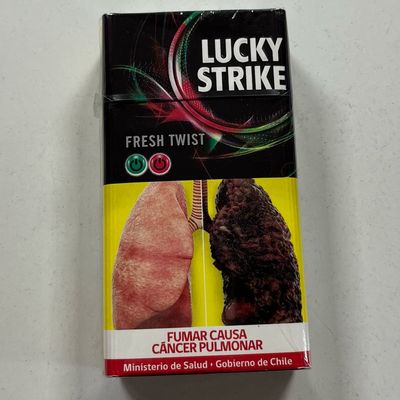 LUCKY
STRIKE
FRESH TWIST
FUMAR CAUSA
CÁNCER PULMONAR
Ministerio de Salud • Gobierno de Chile